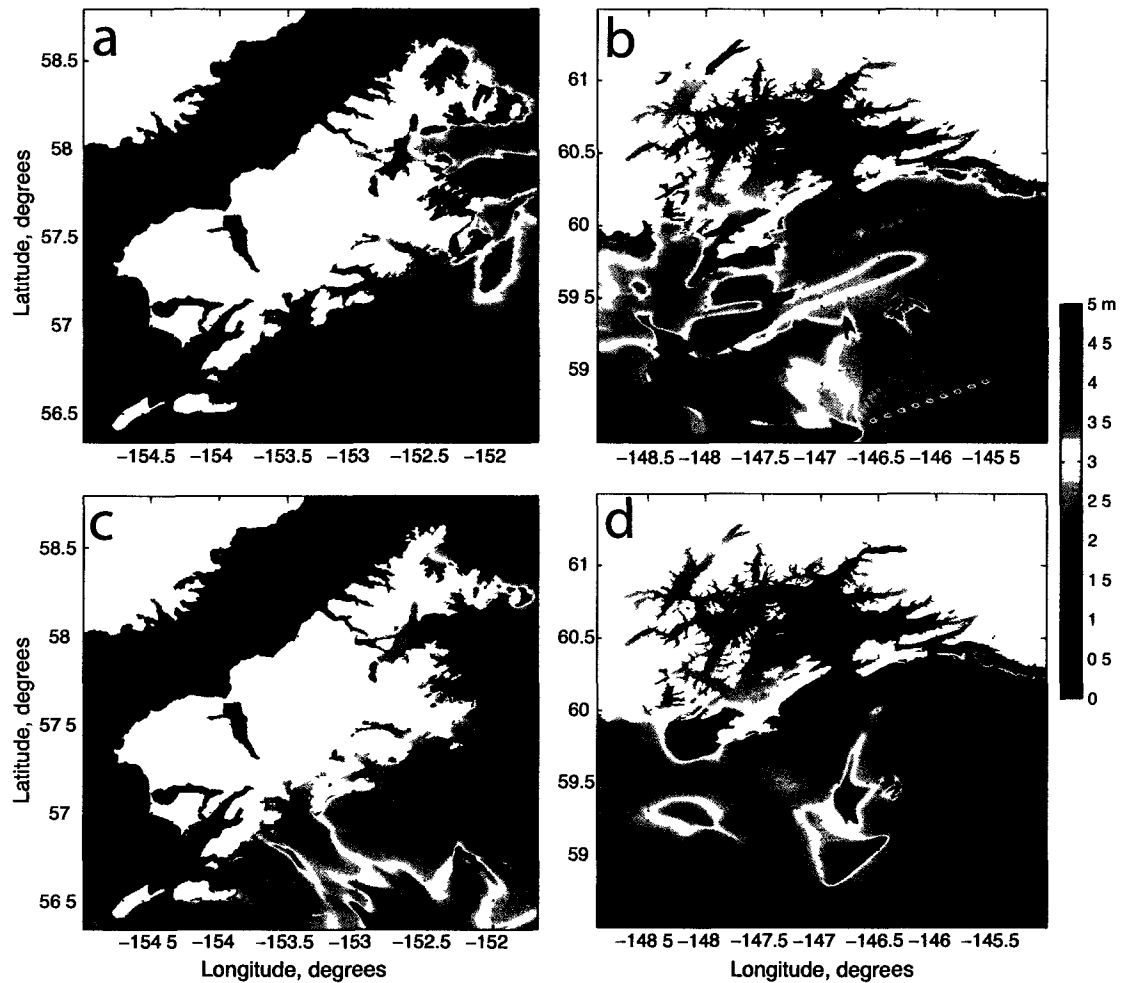 a
b
58.5
58
57.5
57
56.5
Latitude, degrees
−154.5 −154 −153.5 −153 −152.5 −152
61
60.5
60
59 5
59
−148.5 −148 −147.5 −147 −146.5 −146 −145 5
5 m
4 5
4
3 5
3
2 5
2
1 5
1
0 5
0
c
d
58.5
58
57.5
57
56.5
Latitude, degrees
−154 5 −154 −153.5 −153 −152.5 −152
Longitude, degrees
61
60.5
60
59.5
59
−148 5 −148 −147.5 −147 −146.5 −146 −145.5
Longitude, degrees